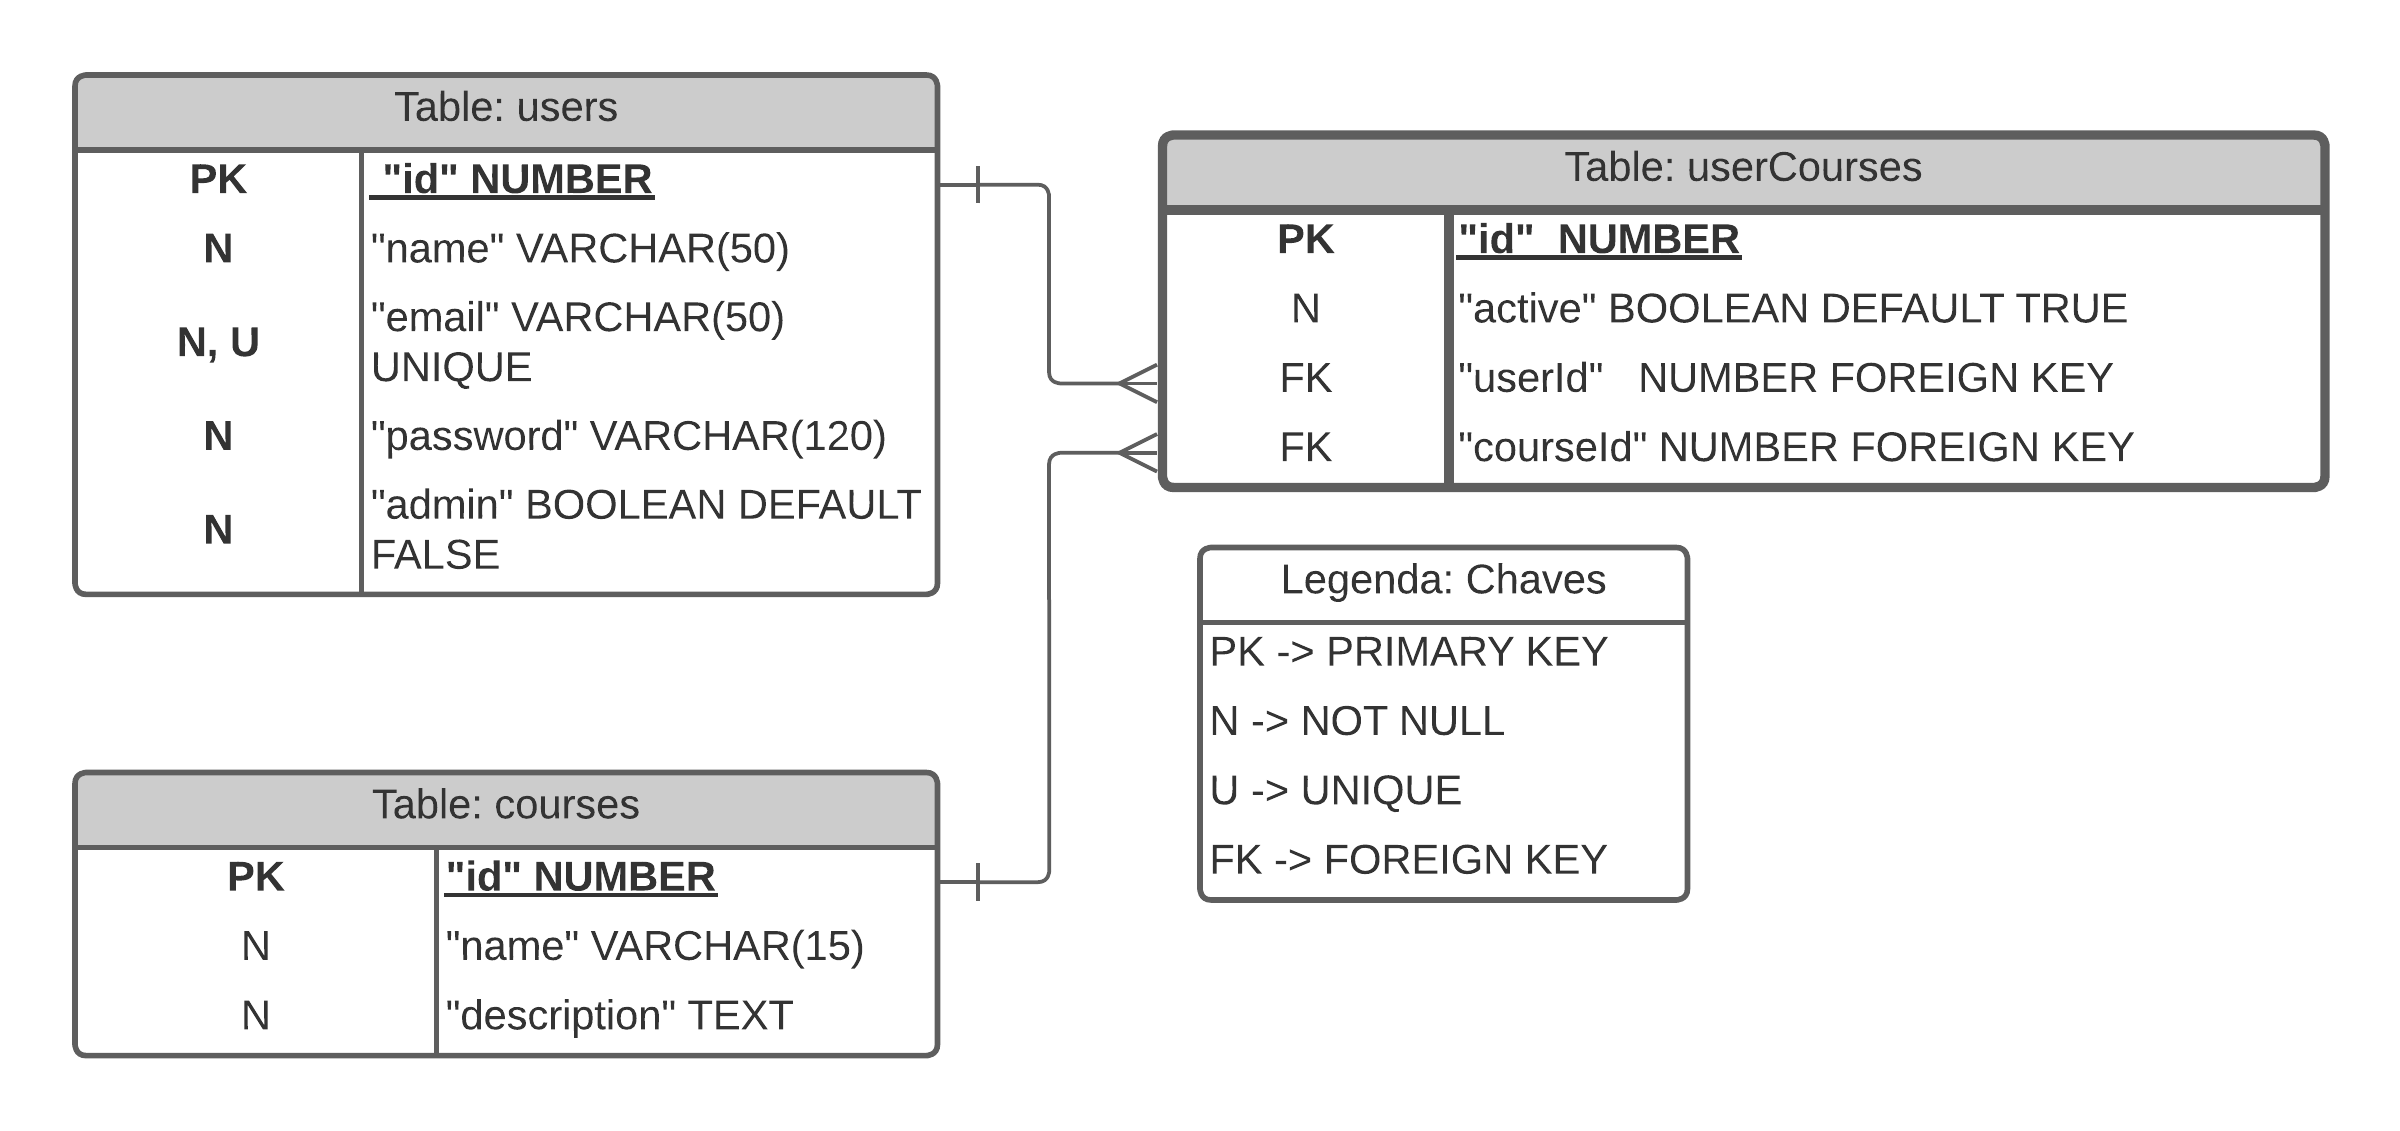 Table: users
PK "id" NUMBER
N "name" VARCHAR(50)
N, U "email" VARCHAR(50)
UNIQUE
N "password" VARCHAR(120)
N "admin" BOOLEAN DEFAULT
FALSE
Table: userCourses
PK "id" NUMBER
N "active" BOOLEAN DEFAULT TRUE
FK "userId" NUMBER FOREIGN KEY
FK "courseId" NUMBER FOREIGN KEY
Legenda: Chaves
PK -> PRIMARY KEY
N -> NOT NULL
U -> UNIQUE
FK -> FOREIGN KEY
Table: courses
PK "id" NUMBER
N "name" VARCHAR(15)
N "description" TEXT